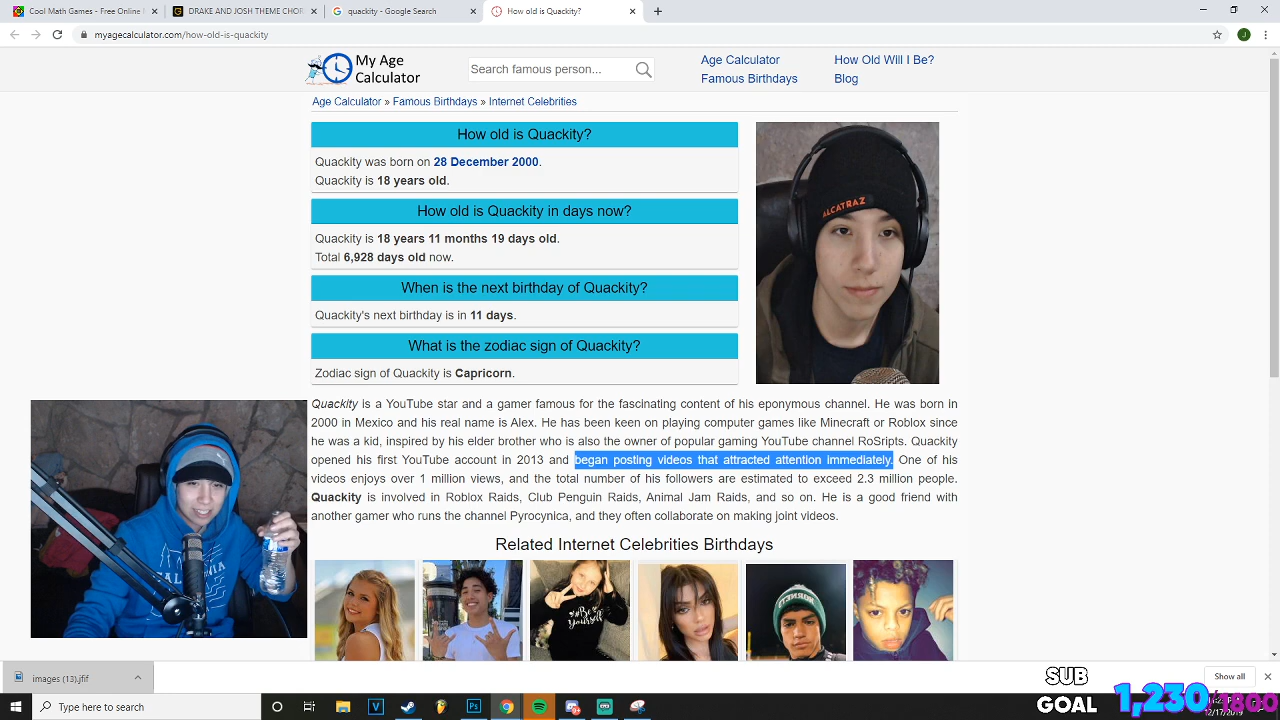 Cool Math Games - Free Online
DRAKE AND JOSH THEME CHOR
quackity - Google Search
How old is Quackity?
myagecalculator.com/how-old-is-quackity
My Age
Calculator
Search famous person...
Age Calculator
How Old Will I Be?
Famous Birthdays
Blog
Age Calculator » Famous Birthdays » Internet Celebrities
How old is Quackity?
Quackity was born on 28 December 2000.
Quackity is 18 years old.
How old is Quackity in days now?
Quackity is 18 years 11 months 19 days old.
Total 6,928 days old now.
When is the next birthday of Quackity?
Quackity's next birthday is in 11 days.
What is the zodiac sign of Quackity?
Zodiac sign of Quackity is Capricorn.
ALCATRAZ
Quackity is a YouTube star and a gamer famous for the fascinating content of his eponymous channel. He was born in
2000 in Mexico and his real name is Alex. He has been keen on playing computer games like Minecraft or Roblox since
he was a kid, inspired by his elder brother who is also the owner of popular gaming YouTube channel RoSripts. Quackity
opened his first YouTube account in 2013 and began posting videos that attracted attention immediately. One of his
videos enjoys over 1 million views, and the total number of his followers are estimated to exceed 2.3 million people.
Quackity is involved in Roblox Raids, Club Penguin Raids, Animal Jam Raids, and so on. He is a good friend with
another gamer who runs the channel Pyrocynica, and they often collaborate on making joint videos.
Related Internet Celebrities Birthdays
images (13).jfif
Show all
Type here to search
SUB
GOAL
1,230/1800
12/17/2019